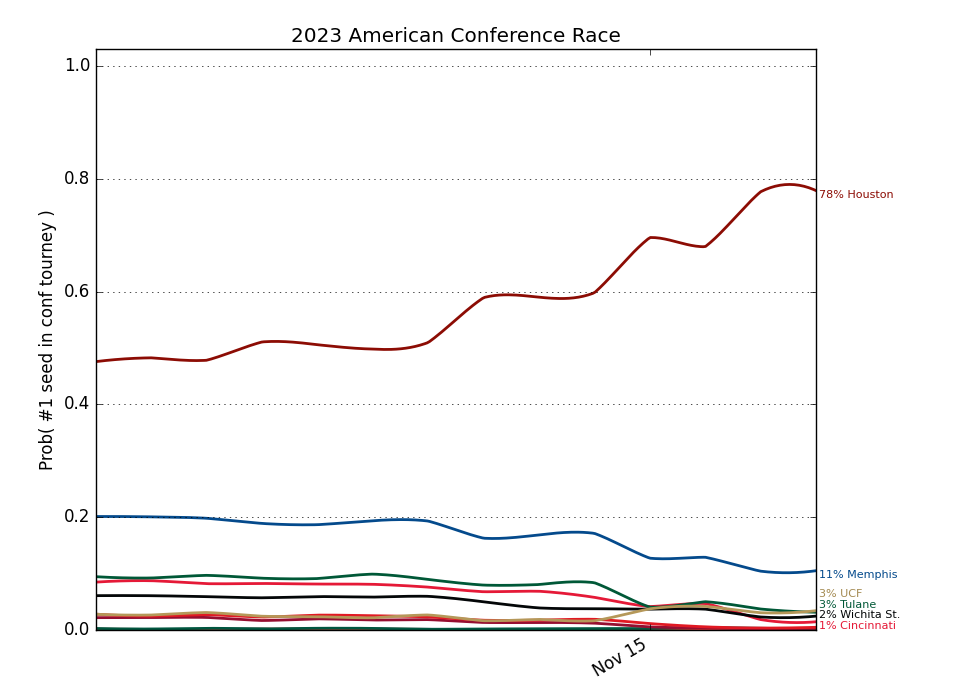 2023 American Conference Race
Prob( #1 seed in conf tourney )
1.0
0.8
0.6
0.4
0.2
0.0
78% Houston
11% Memphis
3% UCF
3% Tulane
2% Wichita St.
1% Cincinnati
Nov 15